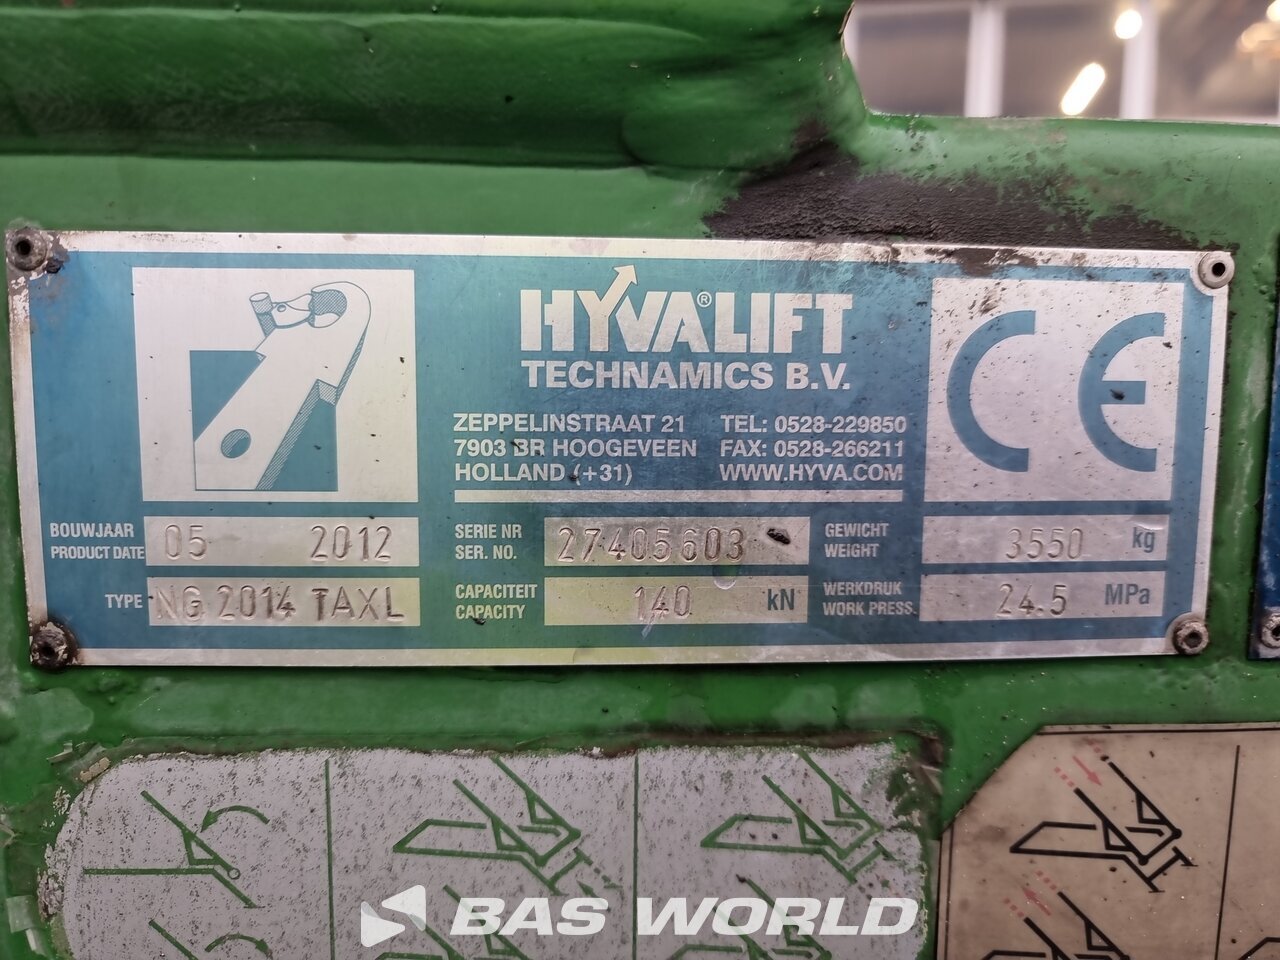 HYVA®LIFT
TECHNAMICS B.V.
ZEPPELINSTRAAT 21 TEL: 0528-229850
7903 BR HOOGEVEEN FAX: 0528-266211
HOLLAND (+31) WWW.HYVA.COM
CE
BOUWJAAR
PRODUCT DATE 05 2012
SERIE NR
SER. NO. 27405603
GEWICHT
WEIGHT 3550 kg
TYPE NG 2014 TAXL
CAPACITEIT
CAPACITY 140 kN
WERKDRUK
WORK PRESS. 24.5 MPa
BAS WORLD